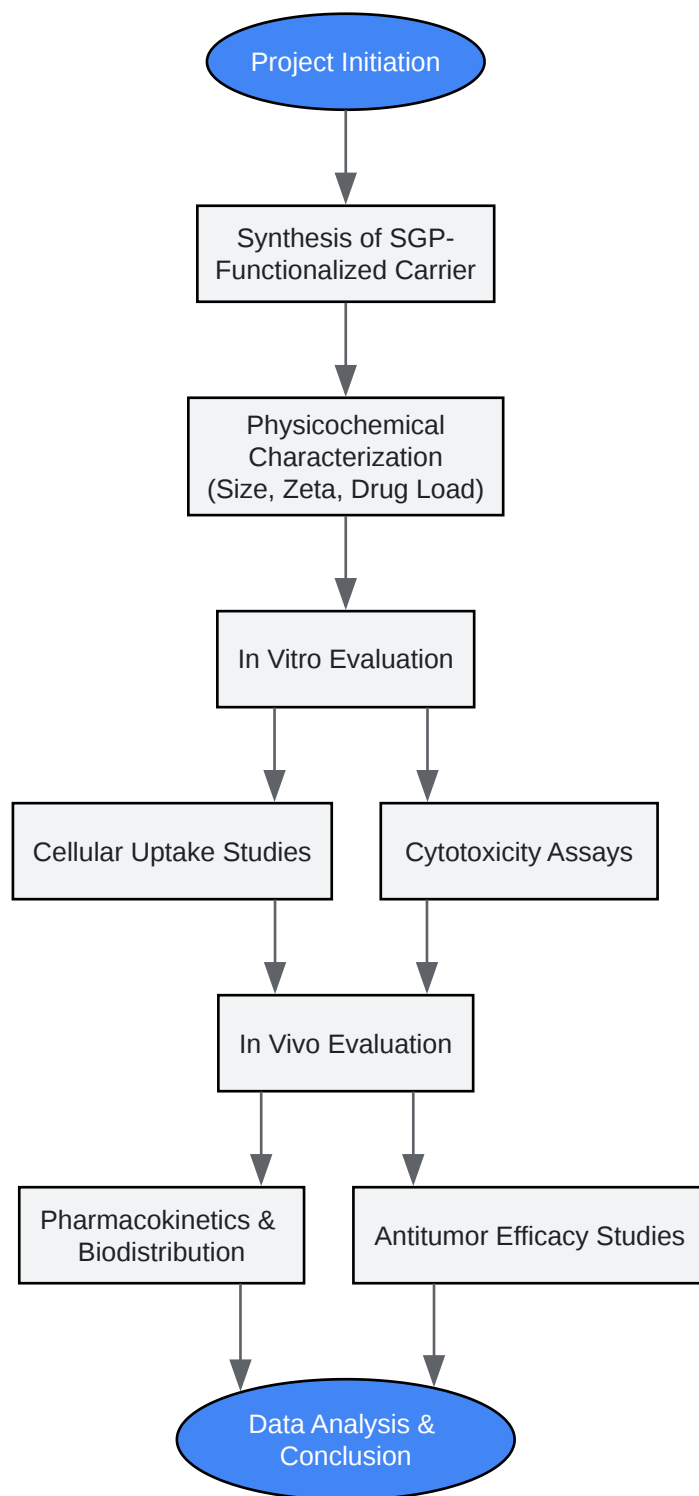 Project Initiation
Synthesis of SGP-
Functionalized Carrier
Physicochemical
Characterization
(Size, Zeta, Drug Load)
In Vitro Evaluation
Cellular Uptake Studies
Cytotoxicity Assays
In Vivo Evaluation
Pharmacokinetics &
Biodistribution
Antitumor Efficacy Studies
Data Analysis &
Conclusion